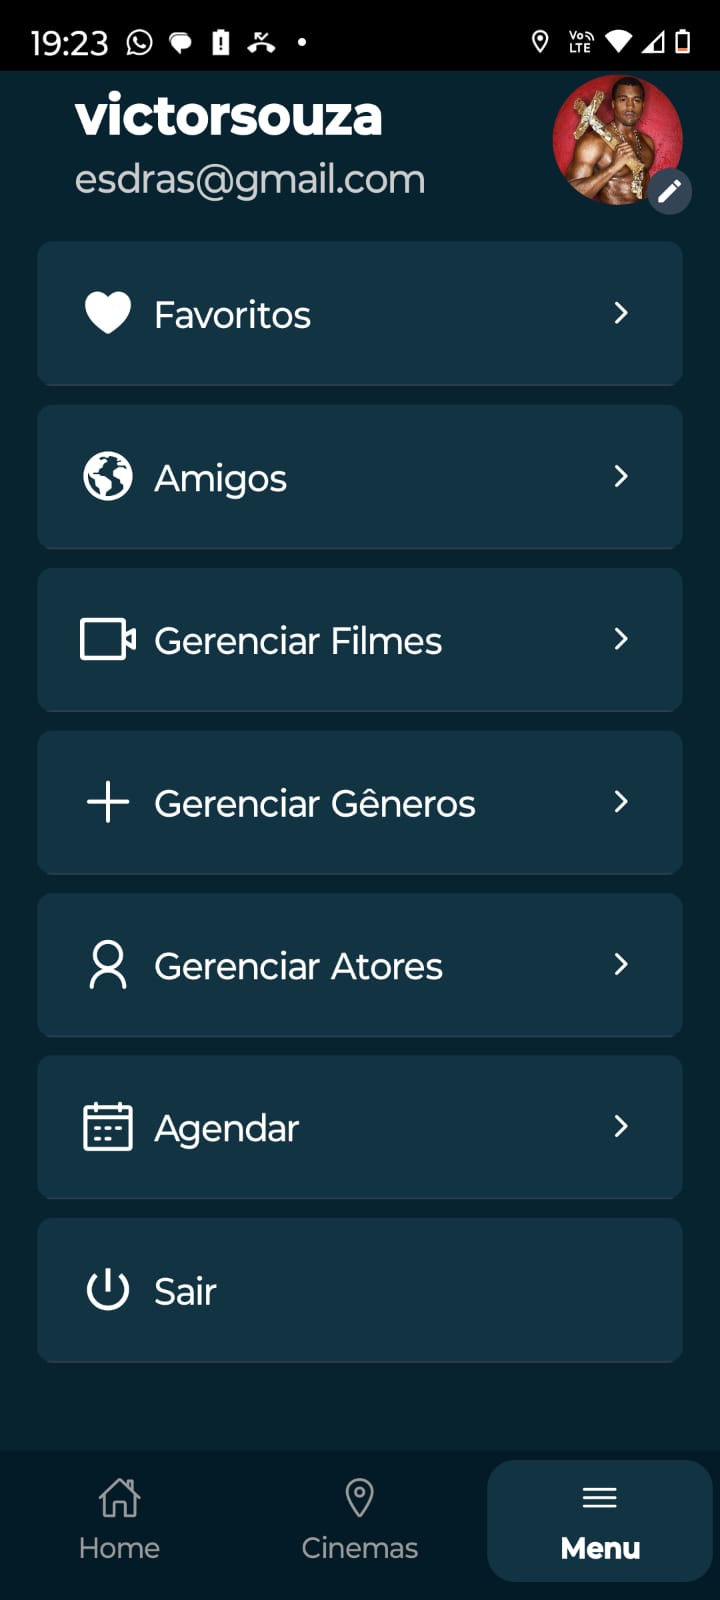 19:23
Vo
LTE
victorsouza
esdras@gmail.com
Favoritos
Amigos
Gerenciar Filmes
Gerenciar Gêneros
Gerenciar Atores
Agendar
Sair
Home
Cinemas
Menu